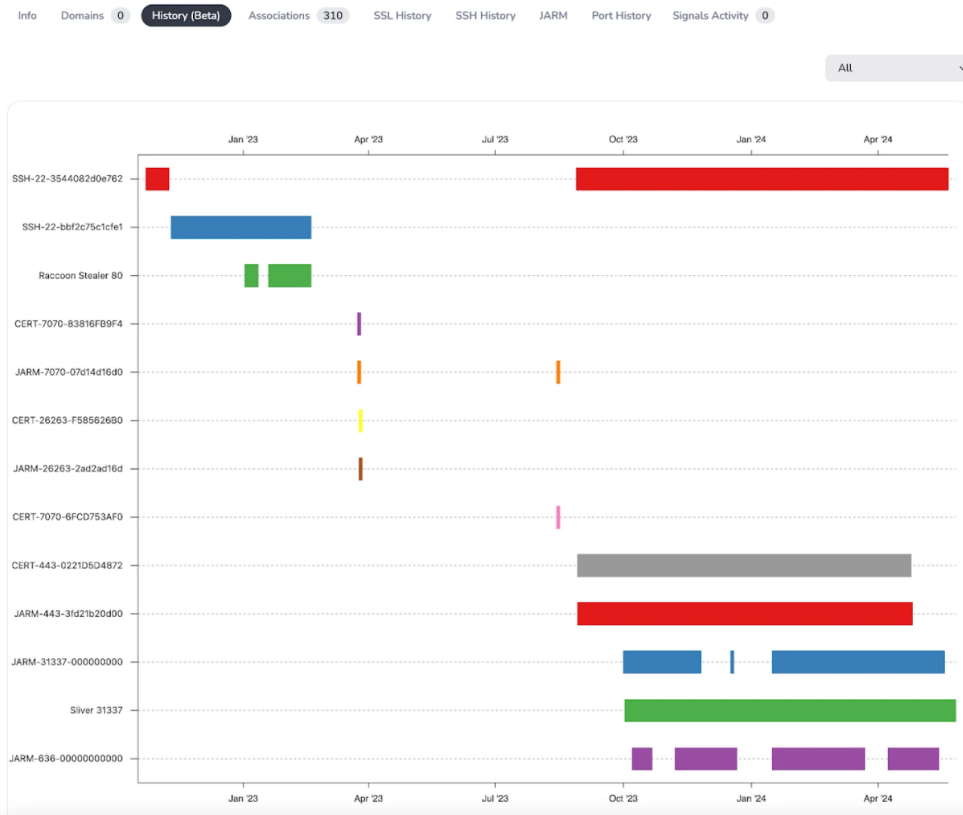 Info Domains 0 History (Beta) Associations 310 SSL History SSH History JARM Port History Signals Activity 0
All
Jan '23 Apr '23 Jul '23 Oct '23 Jan '24 Apr '24
SSH-22-3544082d0e762
SSH-22-bbf2c75c1cfe1
Raccoon Stealer 80
CERT-7070-83816FB9F4
JARM-7070-07d14d16d0
CERT-26263-F585626B0
JARM-26263-2ad2ad16d
CERT-7070-6FCD753AF0
CERT-443-0221D5D4872
JARM-443-3fd21b20d00
JARM-31337-000000000
Sliver 31337
JARM-636-00000000000
Jan '23 Apr '23 Jul '23 Oct '23 Jan '24 Apr '24